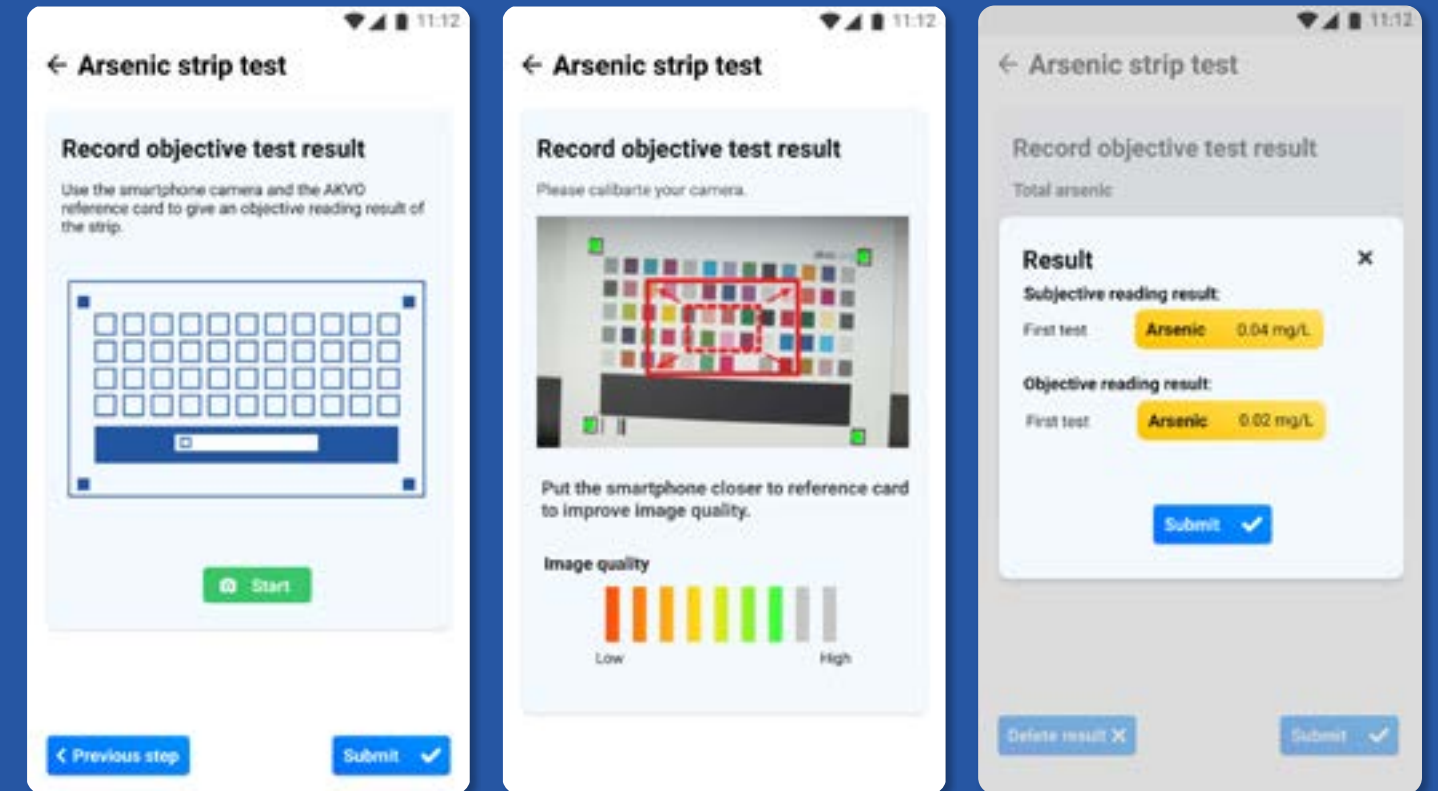 11:12
← Arsenic strip test
Record objective test result
Use the smartphone camera and the AKVO
reference card to give an objective reading result of
the strip.
Start
< Previous step
Submit
11:12
← Arsenic strip test
Record objective test result
Please calibarte your camera.
Put the smartphone closer to reference card
to improve image quality.
Image quality
Low
High
11:12
← Arsenic strip test
Record objective test result
Total arsenic
Result
Subjective reading result:
First test Arsenic 0.04 mg/L
Objective reading result:
First test Arsenic 0.02 mg/L
Submit
Delete result X
Submit